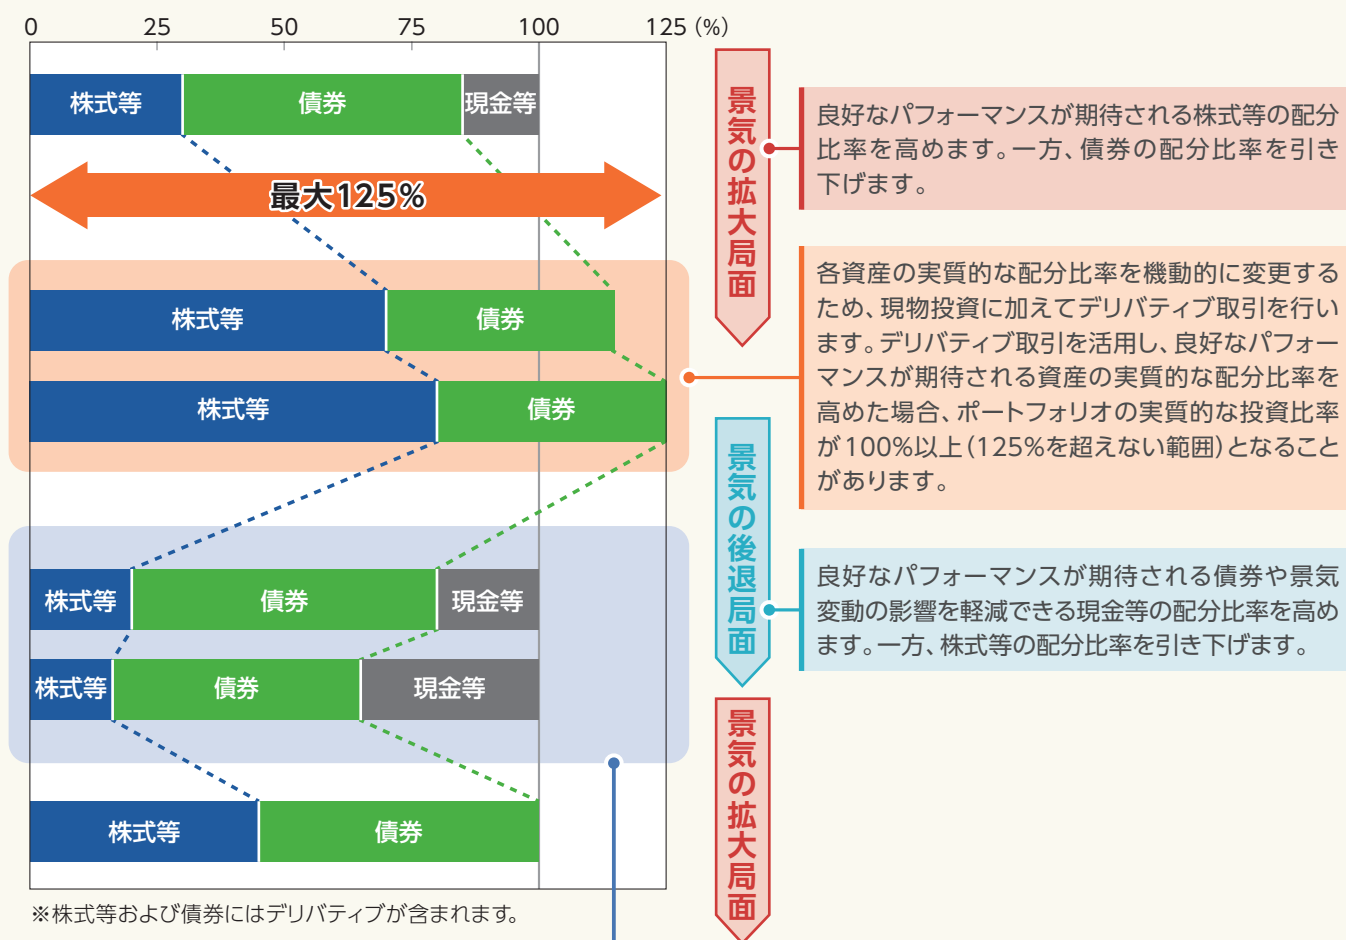 0 25 50 75 100 125 (%)
株式等 債券 現金等
最大125%
株式等 債券
株式等 債券
株式等 債券 現金等
株式等 債券 現金等
株式等 債券
※株式等および債券にはデリバティブが含まれます。
景気の拡大局面
良好なパフォーマンスが期待される株式等の配分
比率を高めます。一方、債券の配分比率を引き
下げます。
各資産の実質的な配分比率を機動的に変更する
ため、現物投資に加えてデリバティブ取引を行い
ます。デリバティブ取引を活用し、良好なパフォー
マンスが期待される資産の実質的な配分比率を
高めた場合、ポートフォリオの実質的な投資比率
が100%以上(125%を超えない範囲)となること
があります。
景気の後退局面
良好なパフォーマンスが期待される債券や景気
変動の影響を軽減できる現金等の配分比率を高め
ます。一方、株式等の配分比率を引き下げます。
景気の拡大局面